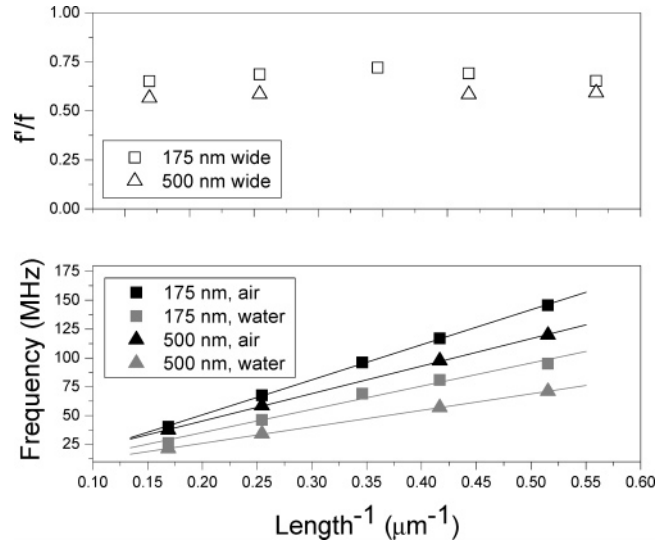 1.00
0.75
0.50
0.25
0.00
f'/f
175 nm wide
500 nm wide
175
150
125
100
75
50
25
Frequency (MHz)
175 nm, air
175 nm, water
500 nm, air
500 nm, water
0.10 0.15 0.20 0.25 0.30 0.35 0.40 0.45 0.50 0.55 0.60
Length⁻¹ (μm⁻¹)